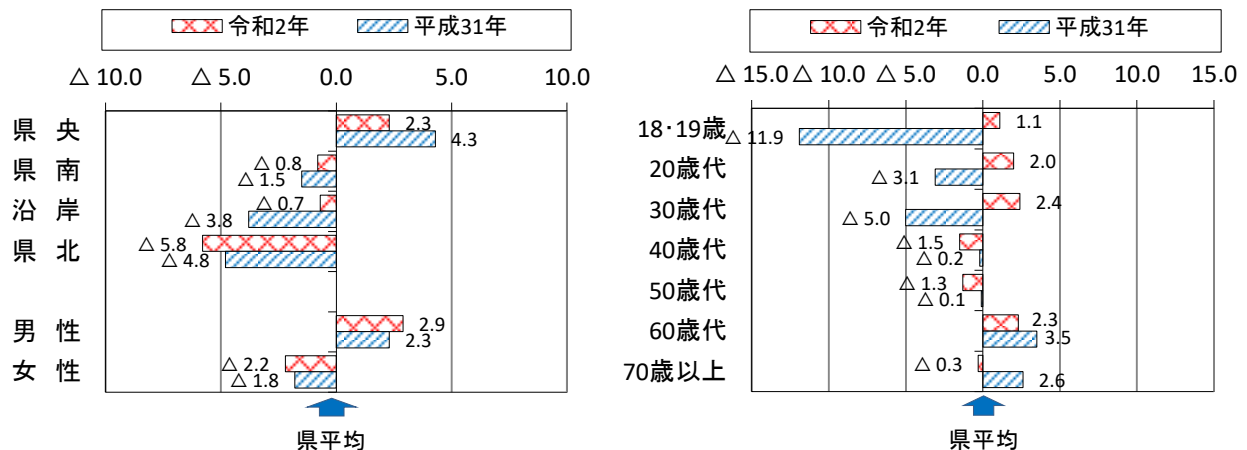 令和2年 平成31年
△ 10.0 △ 5.0 0.0 5.0 10.0
県 央 2.3
4.3
県 南 △ 0.8
△ 1.5
沿 岸 △ 0.7
△ 3.8
県 北 △ 5.8
△ 4.8
男 性 2.9
2.3
女 性 △ 2.2
△ 1.8
県平均
令和2年 平成31年
△ 15.0 △ 10.0 △ 5.0 0.0 5.0 10.0 15.0
18・19歳 1.1
△ 11.9
20歳代 2.0
△ 3.1
30歳代 2.4
△ 5.0
40歳代 △ 1.5
△ 0.2
50歳代 △ 1.3
△ 0.1
60歳代 2.3
3.5
70歳以上 △ 0.3
2.6
県平均